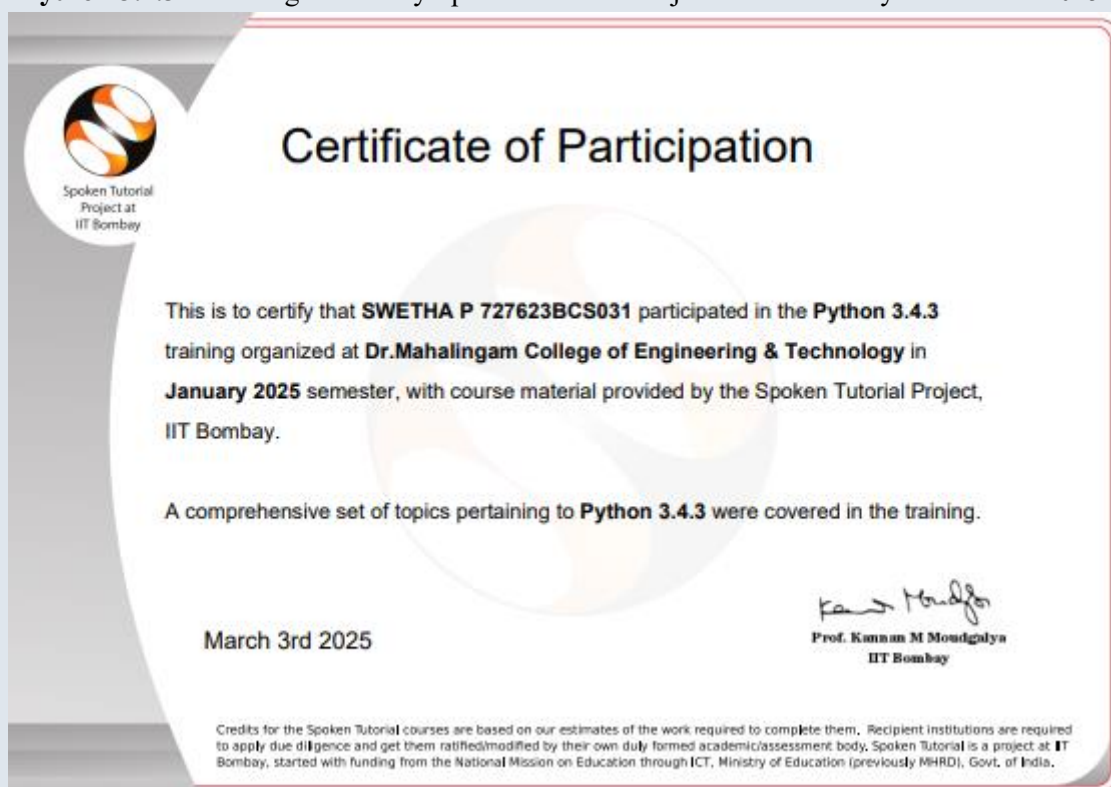 Spoken Tutorial
Project at
IIT Bombay
Certificate of Participation
This is to certify that SWETHA P 727623BCS031 participated in the Python 3.4.3
training organized at Dr.Mahalingam College of Engineering & Technology in
January 2025 semester, with course material provided by the Spoken Tutorial Project,
IIT Bombay.
A comprehensive set of topics pertaining to Python 3.4.3 were covered in the training.
March 3rd 2025
Prof. Kannan M Moudgalya
IIT Bombay
Credits for the Spoken Tutorial courses are based on our estimates of the work required to complete them. Recipient institutions are required
to apply due diligence and get them ratified/modified by their own duly formed academic/assessment body. Spoken Tutorial is a project at IIT
Bombay, started with funding from the National Mission on Education through ICT, Ministry of Education (previously MHRD), Govt. of India.